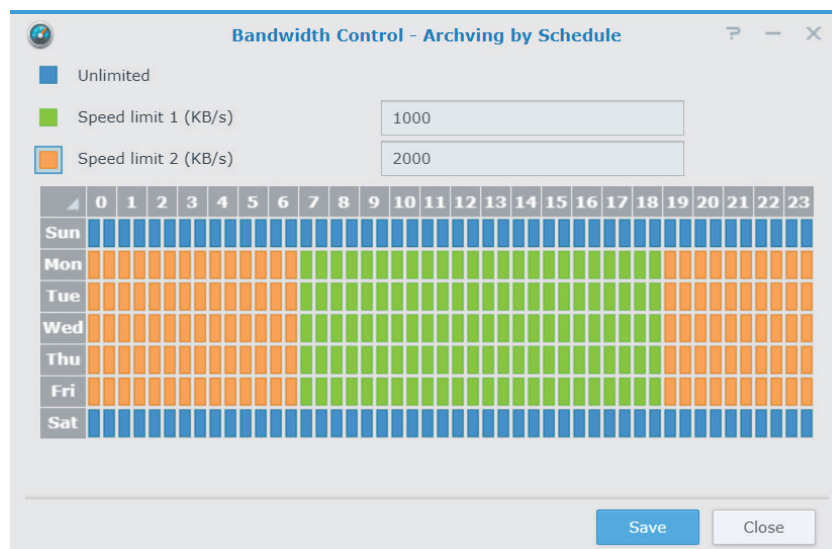 Bandwidth Control - Archving by Schedule
Unlimited
Speed limit 1 (KB/s) 1000
Speed limit 2 (KB/s) 2000
0 1 2 3 4 5 6 7 8 9 10 11 12 13 14 15 16 17 18 19 20 21 22 23
Sun
Mon
Tue
Wed
Thu
Fri
Sat
Save Close